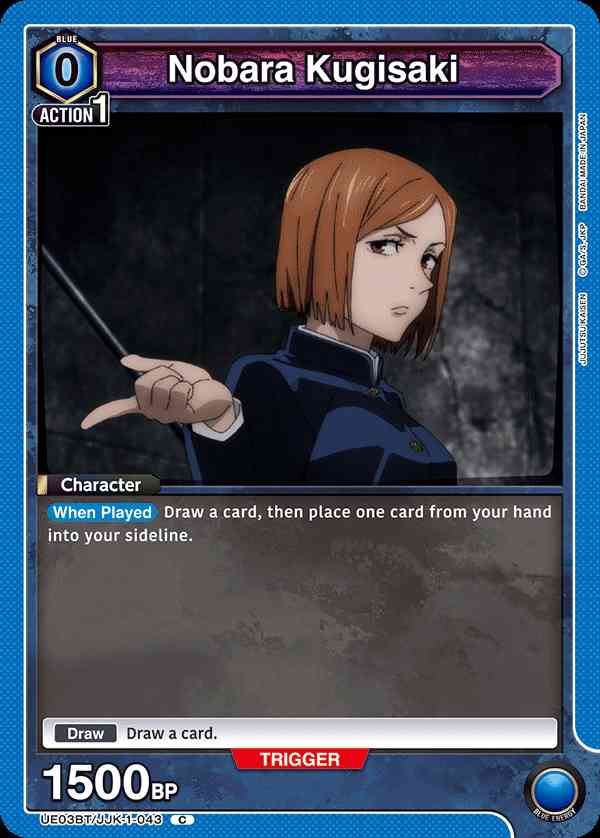 BLUE
0
Nobara Kugisaki
ACTION 1
BANDAI MADE IN JAPAN
© GA/S, JKP
JUJUTSU KAISEN
Character
When Played Draw a card, then place one card from your hand
into your sideline.
Draw Draw a card.
TRIGGER
1500BP
UE03BT/JJK-1-043 C
BLUE ENERGY